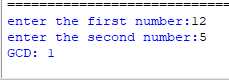 ============================
enter the first number:12
enter the second number:5
GCD: 1